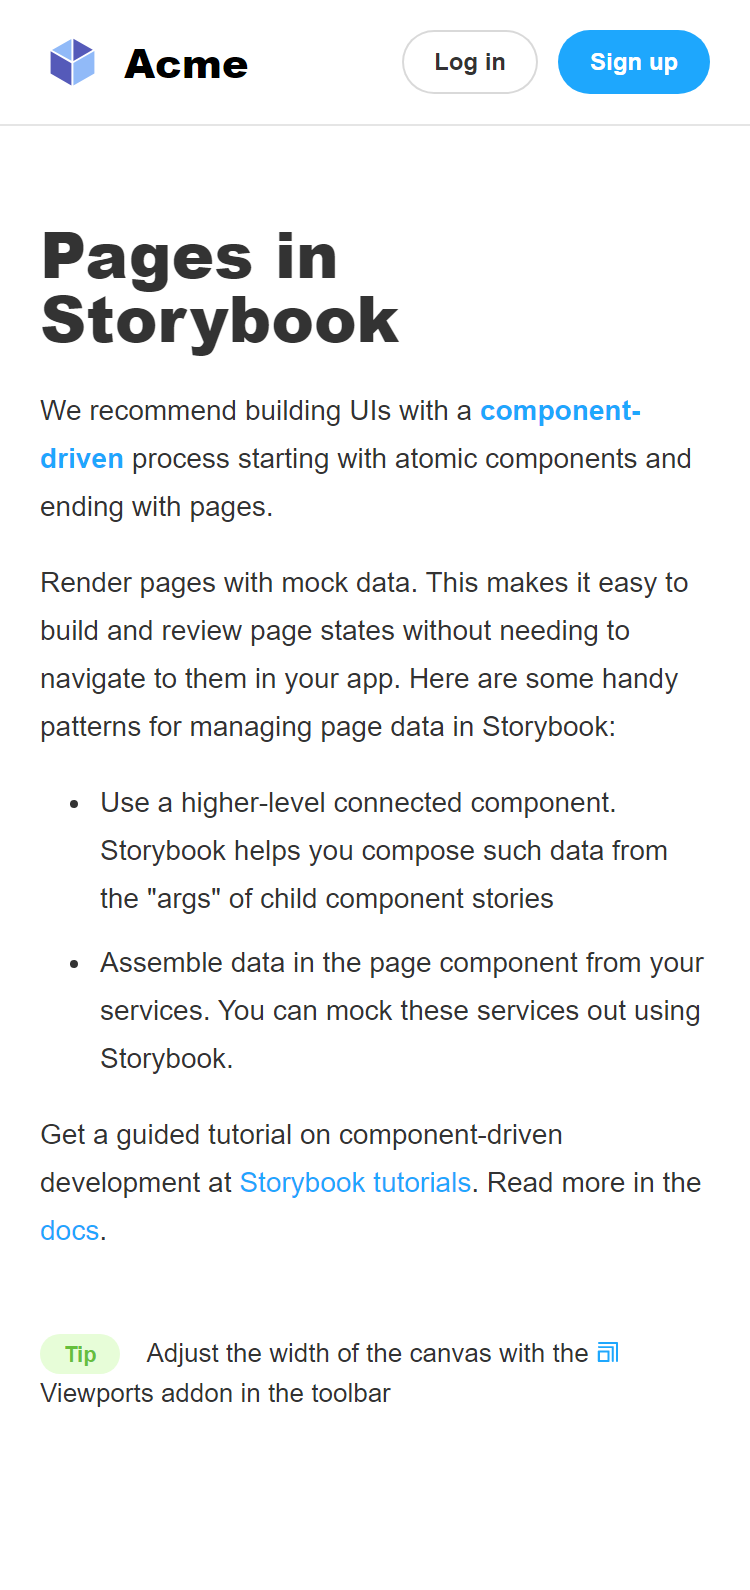 Acme
Log in
Sign up
Pages in
Storybook
We recommend building UIs with a component-
driven process starting with atomic components and
ending with pages.
Render pages with mock data. This makes it easy to
build and review page states without needing to
navigate to them in your app. Here are some handy
patterns for managing page data in Storybook:
• Use a higher-level connected component.
Storybook helps you compose such data from
the "args" of child component stories
• Assemble data in the page component from your
services. You can mock these services out using
Storybook.
Get a guided tutorial on component-driven
development at Storybook tutorials. Read more in the
docs.
Tip Adjust the width of the canvas with the
Viewports addon in the toolbar